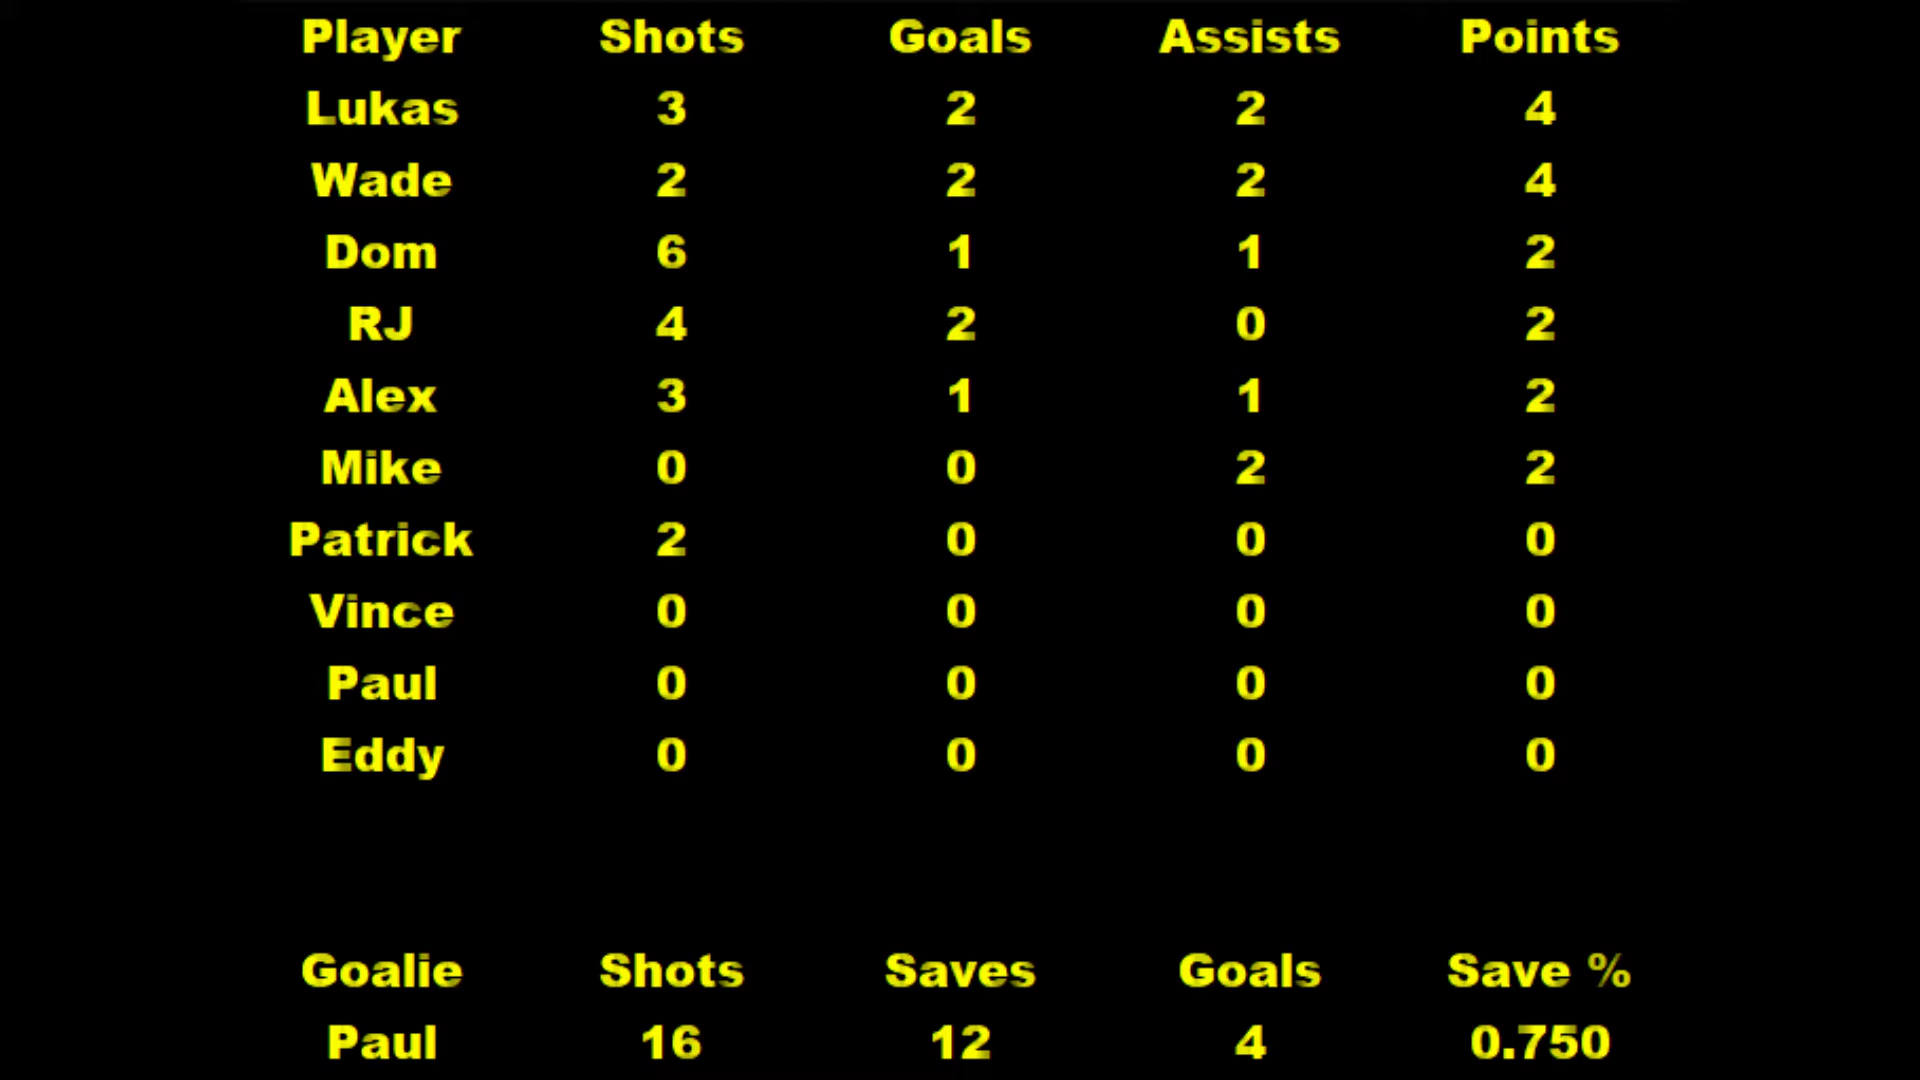 Player Shots Goals Assists Points
Lukas 3 2 2 4
Wade 2 2 2 4
Dom 6 1 1 2
RJ 4 2 0 2
Alex 3 1 1 2
Mike 0 0 2 2
Patrick 2 0 0 0
Vince 0 0 0 0
Paul 0 0 0 0
Eddy 0 0 0 0
Goalie Shots Saves Goals Save %
Paul 16 12 4 0.750